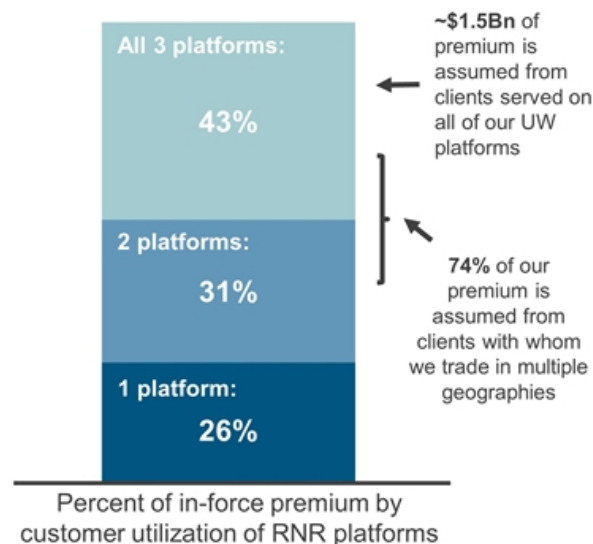 All 3 platforms:
43%
2 platforms:
31%
1 platform:
26%
~$1.5Bn of
premium is
assumed from
clients served on
all of our UW
platforms
74% of our
premium is
assumed from
clients with whom
we trade in multiple
geographies
Percent of in-force premium by
customer utilization of RNR platforms